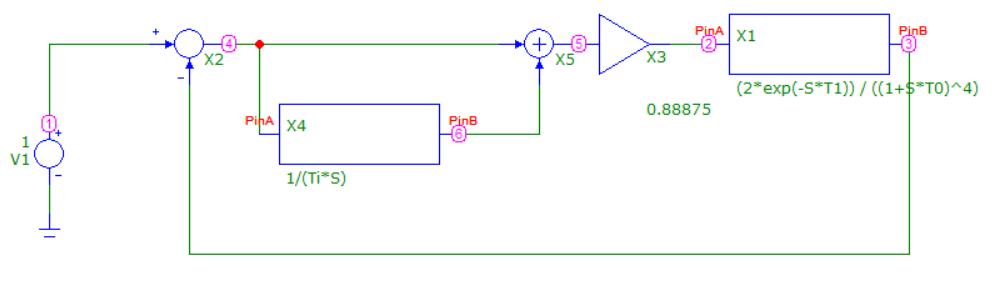 +
X2
-
4
X5
5
X3
PinA
2
X1
PinB
3
(2*exp(-S*T1)) / ((1+S*T0)^4)
0.88875
PinA
X4
PinB
6
1/(Ti*S)
1
1
+
V1
-